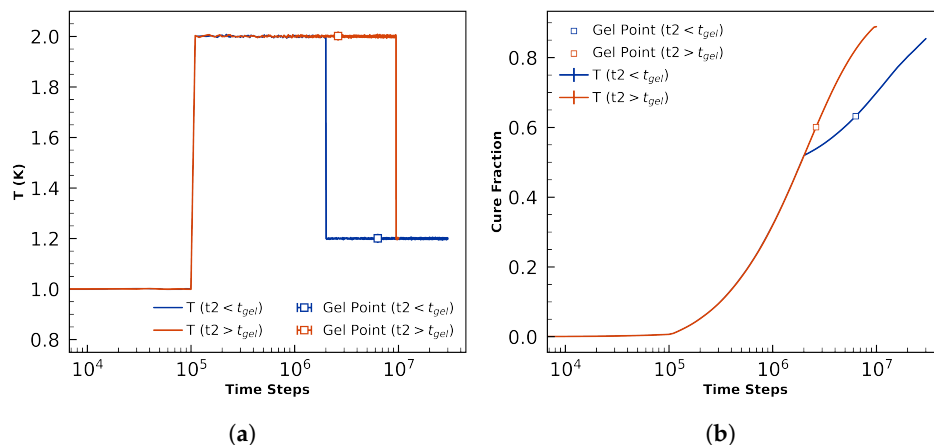 2.0
1.8
1.6
1.4
1.2
1.0
0.8
T (K)
T (t2 < t_gel)
T (t2 > t_gel)
Gel Point (t2 < t_gel)
Gel Point (t2 > t_gel)
10^4 10^5 10^6 10^7
Time Steps
(a)
0.8
0.6
0.4
0.2
0.0
Cure Fraction
Gel Point (t2 < t_gel)
Gel Point (t2 > t_gel)
T (t2 < t_gel)
T (t2 > t_gel)
10^4 10^5 10^6 10^7
Time Steps
(b)